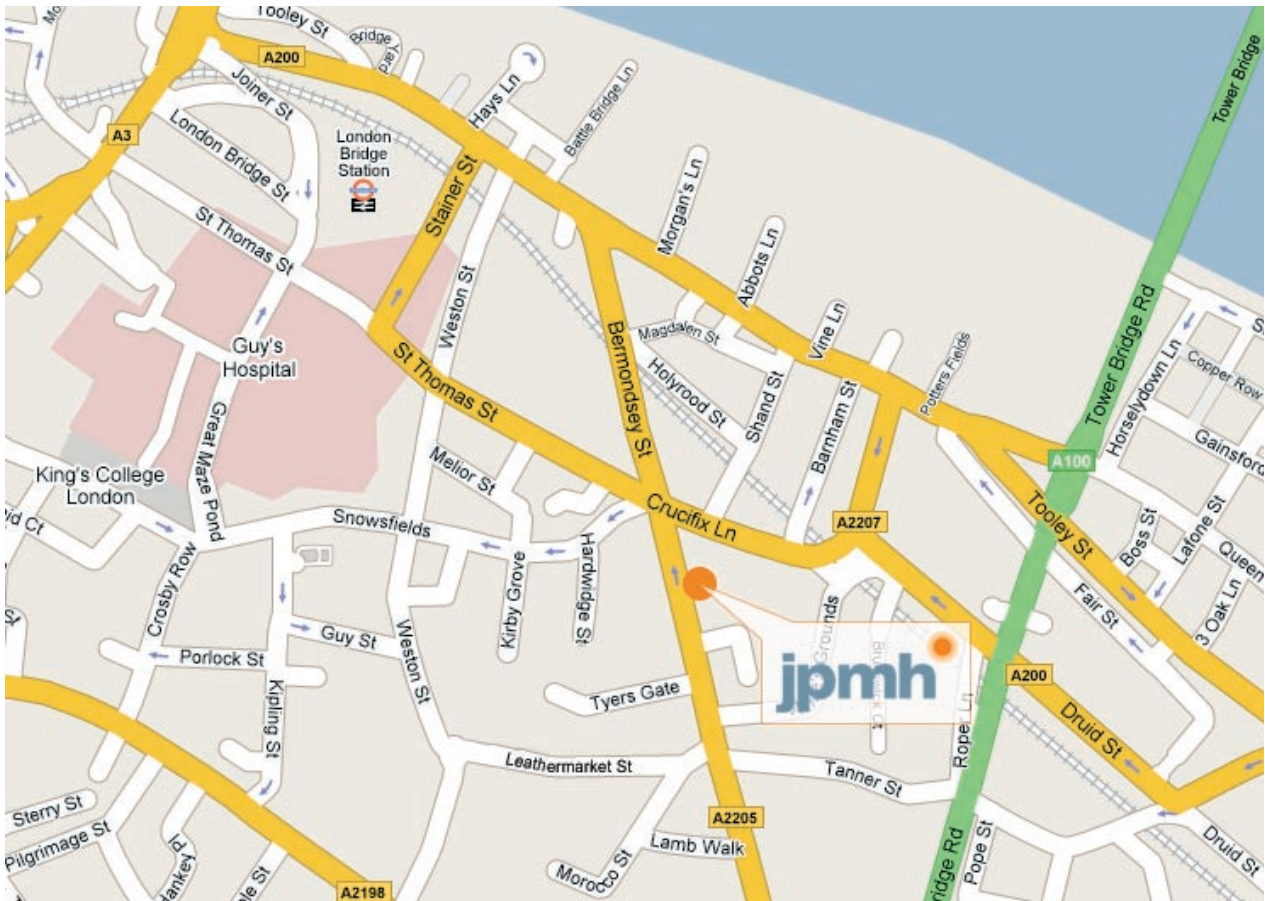 Tooley St
Bridge
Yard
A200
Hays Ln
Battle Bridge Ln
Tower Bridge
Joiner St
A3
London Bridge St
London
Bridge
Station
Stainer St
Morgan's Ln
Abbots Ln
St Thomas St
Weston St
Tower Bridge Rd
Vine Ln
Magdalen St
Bermondsey St
Guy's
Hospital
Potters Fields
Horselydown Ln
Copper Row
St Thomas St
Holyrood St
Shand St
Barnham St
Great Maze Pond
Gainsford
A100
Melior St
King's College
London
Tooley St
Crucifix Ln
A2207
Lafone St
Boss St
Queen
Snowsfields
Kirby Grove
Hardwidge St
Crosby Row
Fair St
3 Oak Ln
Guy St
Weston St
Grounds
jpmh
Porlock St
Kipling St
Tyers Gate
A200
Roper Ln
Druid St
Leathermarket St
Tanner St
Sterry St
A2205
Pilgrimage St
Lamb Walk
Morocco St
Pope St
Druid St
A2198